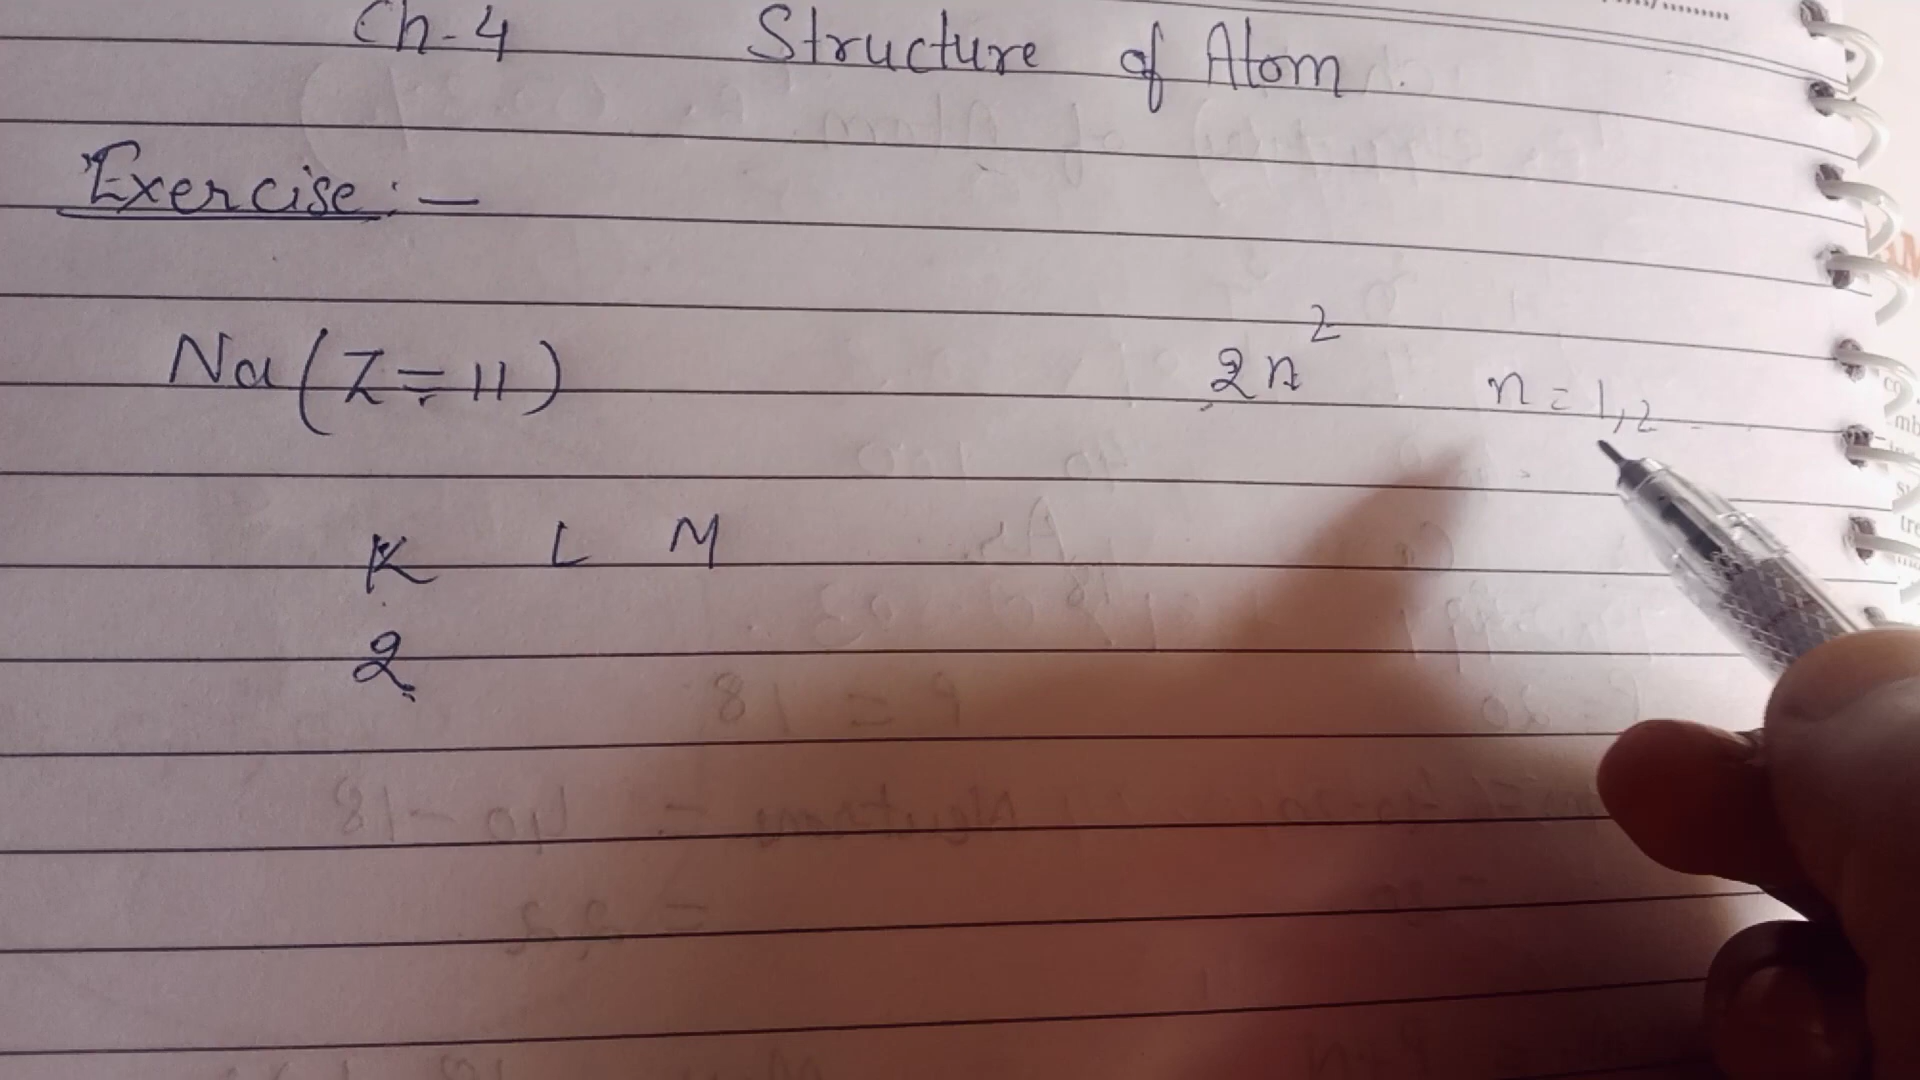 Ch-4 Structure of Atom
Exercise:-
Na (Z=11) 2n² n=1,2
K L M
2